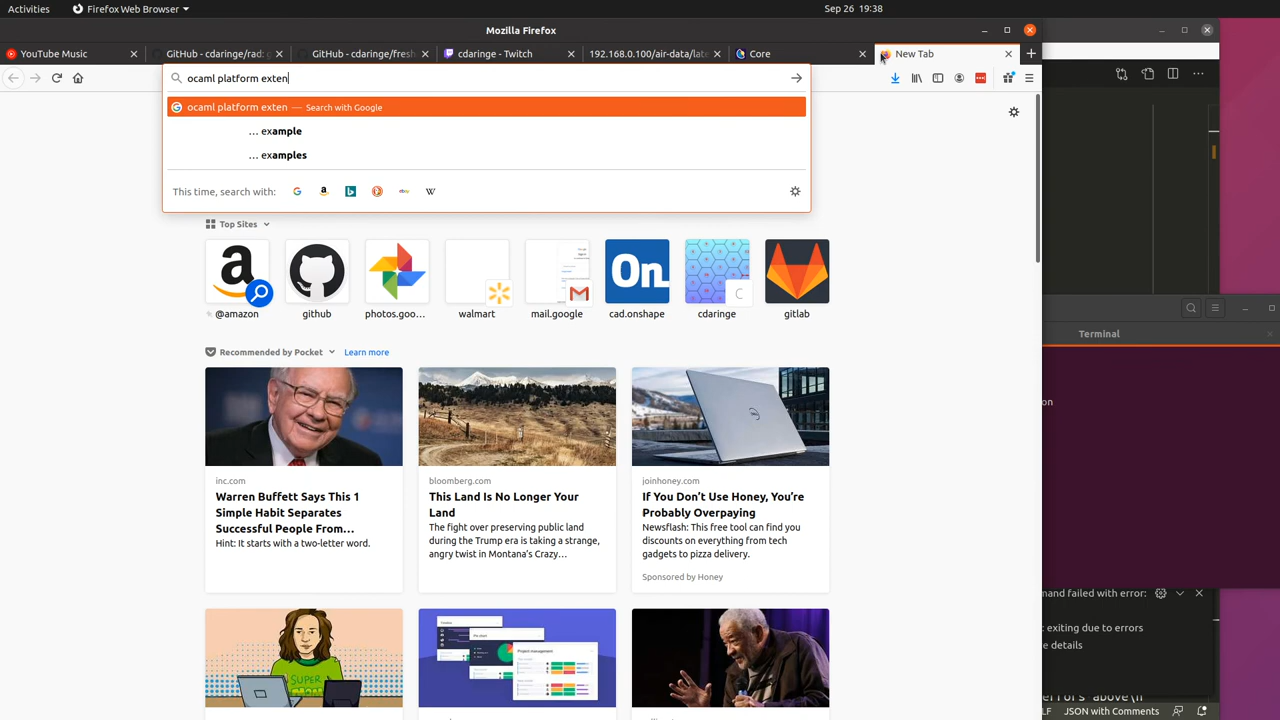 Activities
Firefox Web Browser
Sep 26 19:38
Mozilla Firefox
YouTube Music
GitHub - cdaringe/rad: g
GitHub - cdaringe/fresh
cdaringe - Twitch
192.168.0.100/air-data/late
Core
New Tab
ocaml platform exten
ocaml platform exten — Search with Google
... example
... examples
This time, search with:
Top Sites
@amazon
github
photos.goo...
walmart
mail.google
cad.onshape
cdaringe
gitlab
Recommended by Pocket
Learn more
inc.com
Warren Buffett Says This 1
Simple Habit Separates
Successful People From...
Hint: It starts with a two-letter word.
bloomberg.com
This Land Is No Longer Your
Land
The fight over preserving public land
during the Trump era is taking a strange,
angry twist in Montana's Crazy...
joinhoney.com
If You Don't Use Honey, You're
Probably Overpaying
Newsflash: This free tool can find you
discounts on everything from tech
gadgets to pizza delivery.
Sponsored by Honey
SUPER
Terminal
on
mand failed with error:
: exiting due to errors
e details
errors" above\n
LF
JSON with Comments